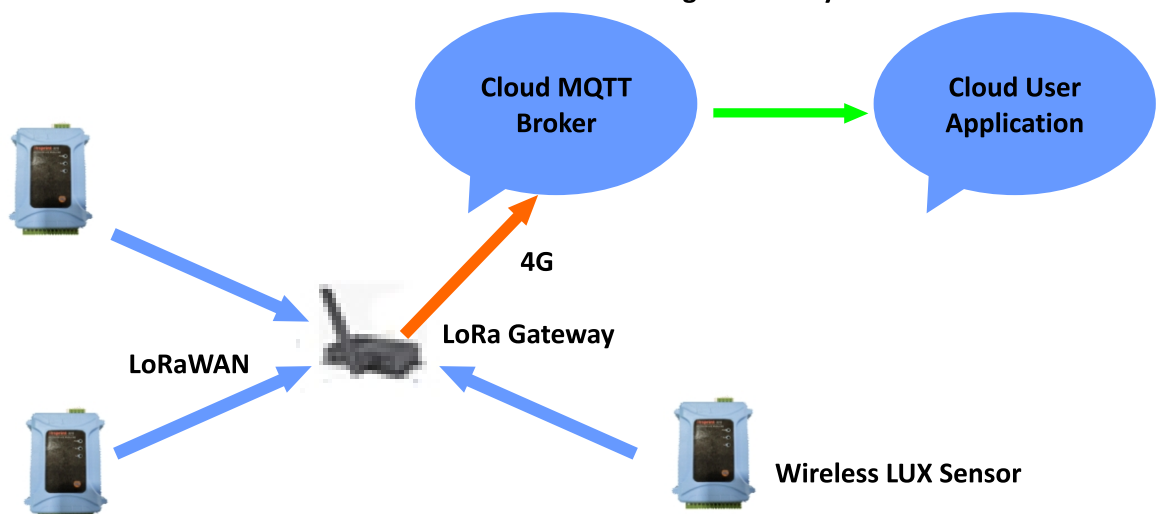 Cloud MQTT
Broker
Cloud User
Application
4G
LoRa Gateway
LoRaWAN
Wireless LUX Sensor